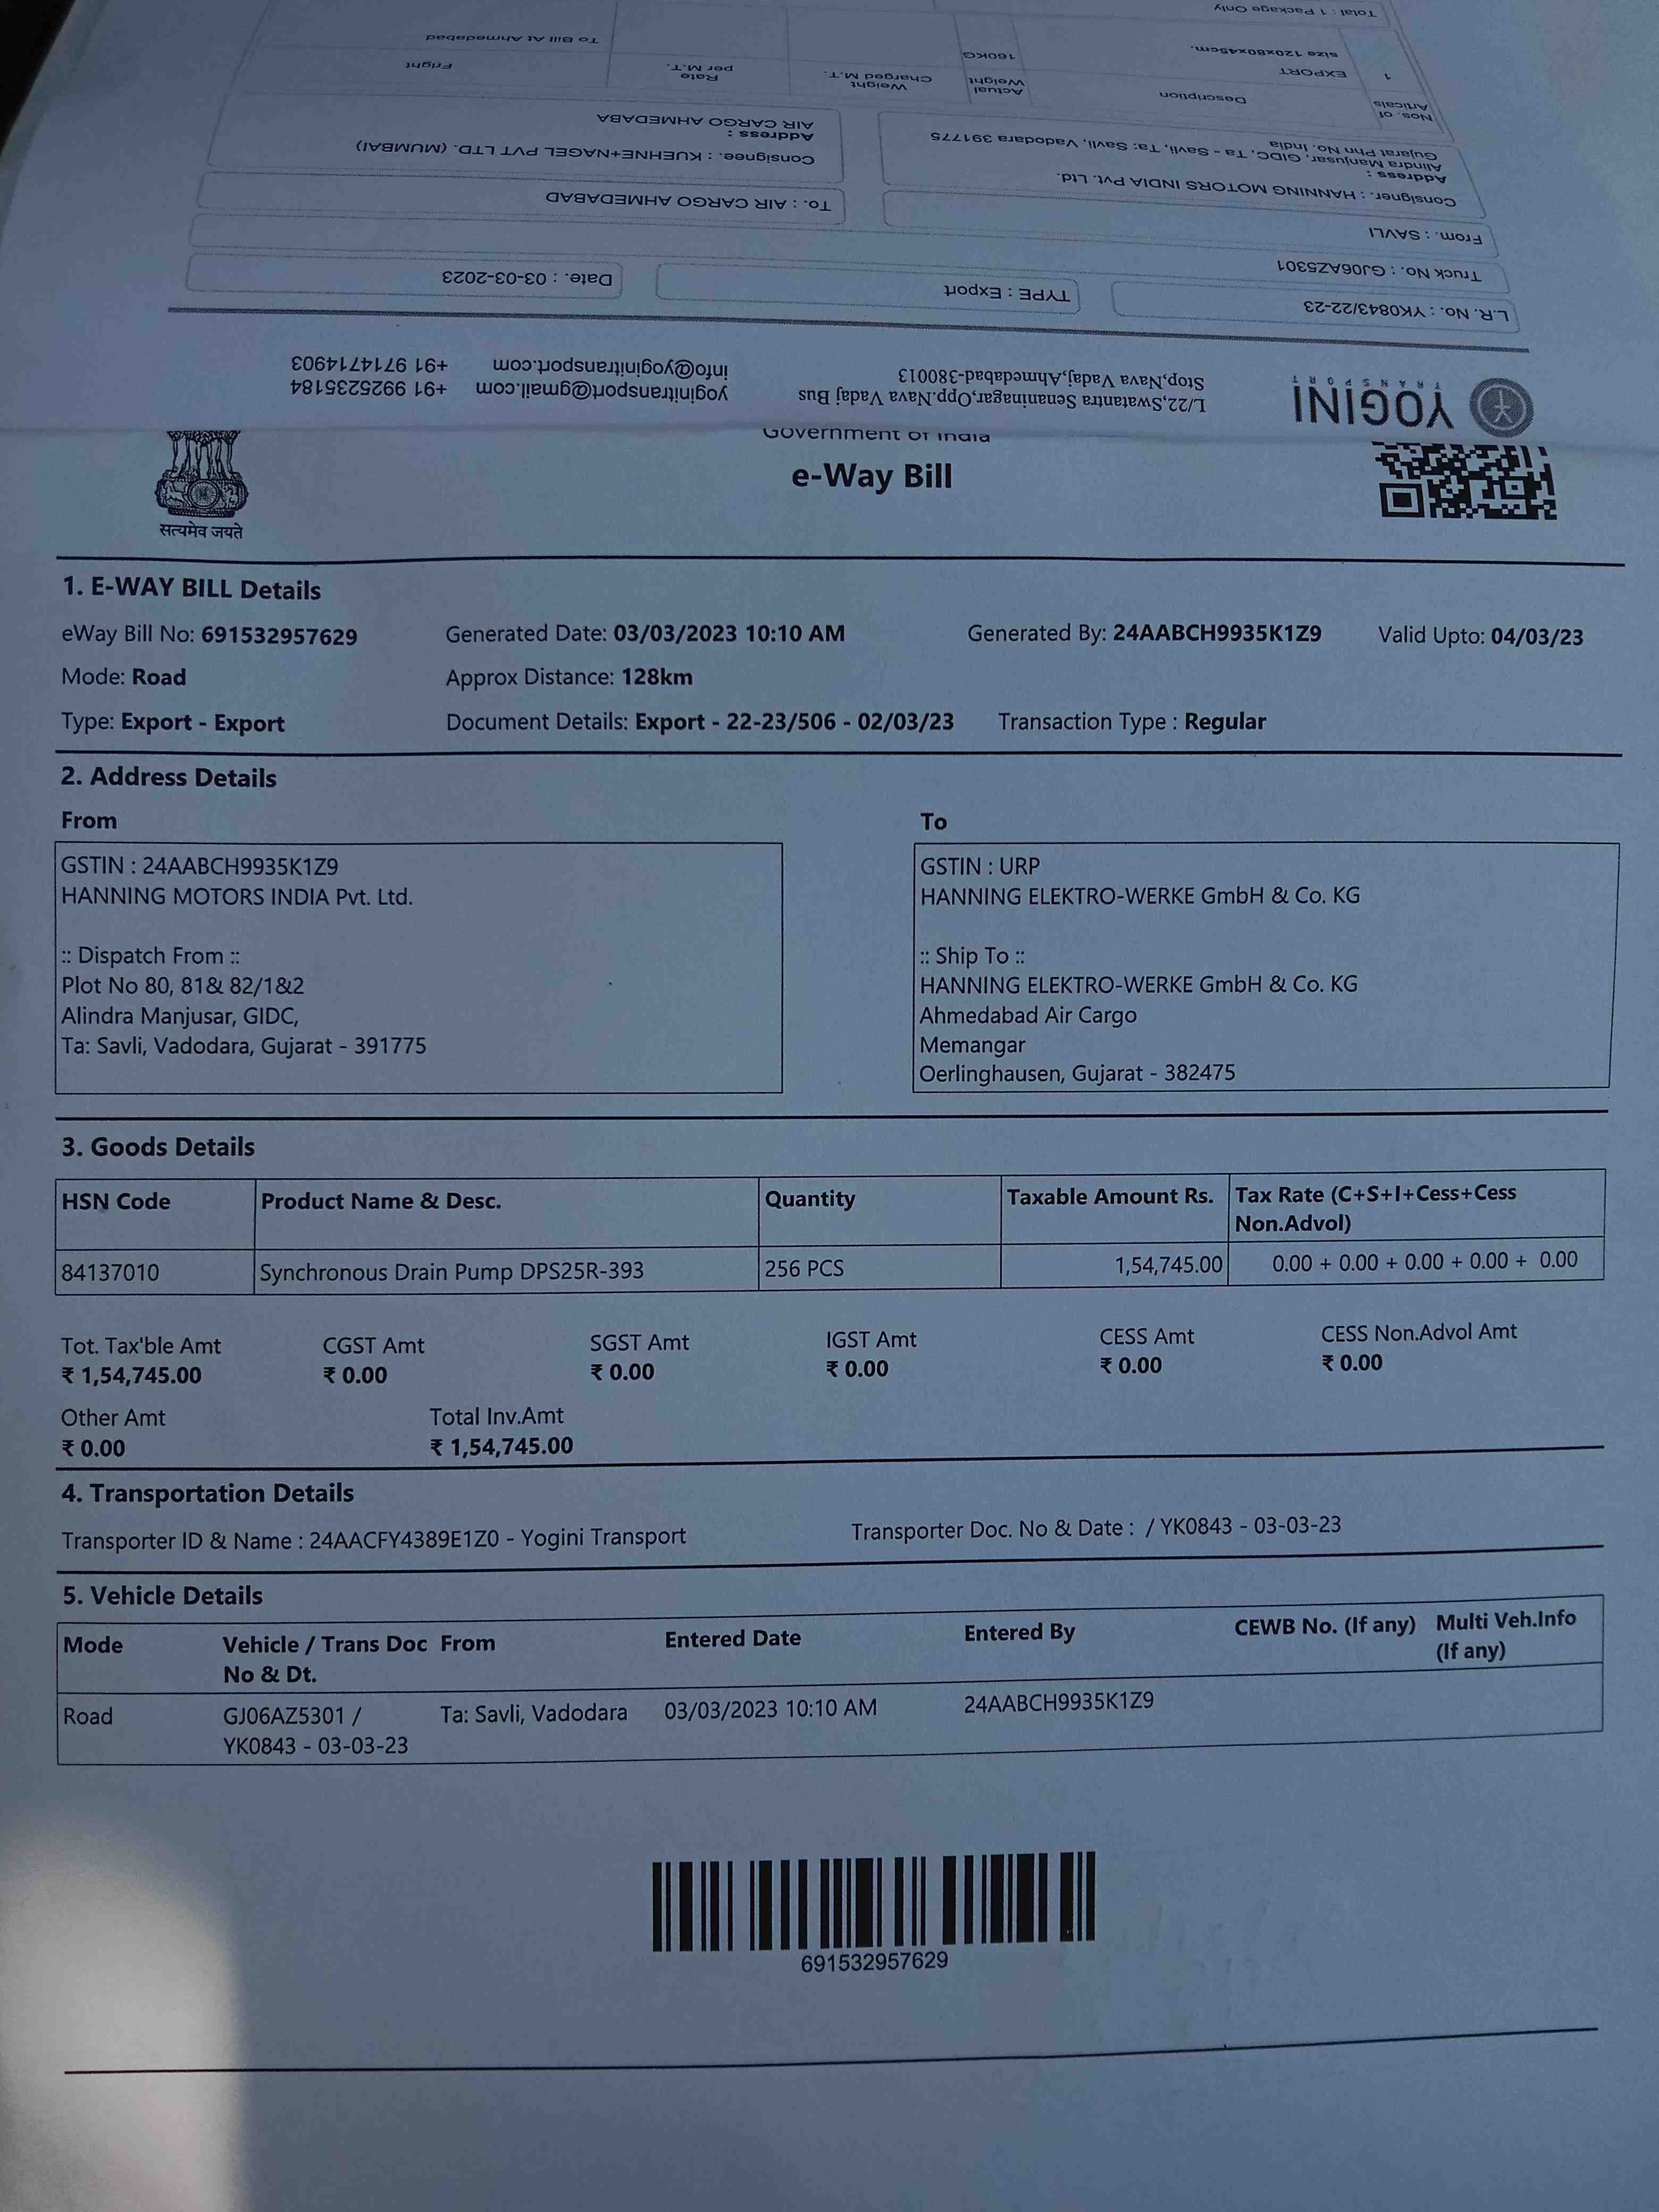 YOGINI
TRANSPORT
L/22,Swatantra Senaninagar,Opp.Nava Vadaj Bus
Stop,Nava Vadaj,Ahmedabad-380013
yoginitransport@gmail.com +91 9925235184
info@yoginitransport.com +91 9714714903
L.R. No. : YK0843/22-23
TYPE : Export
Date. : 03-03-2023
Truck No. : GJ06AZ5301
From. : SAVLI
To. : AIR CARGO AHMEDABAD
Consigner. : HANNING MOTORS INDIA Pvt. Ltd.
Address :
Alindra Manjusar, GIDC, Ta - Savli, Ta: Savli, Vadodara 391775
Gujarat Phn No. India
Consignee. : KUEHNE+NAGEL PVT LTD. (MUMBAI)
Address :
AIR CARGO AHMEDABA
Nos. of Articals Description Actual Weight Weight Charged M.T. Rate per M.T. Fright
1 EXPORT 160KG To Bill At Ahmedabad
size 120x80x45cm.
Total : 1 Package Only
Government of India
e-Way Bill
सत्यमेव जयते
1. E-WAY BILL Details
eWay Bill No: 691532957629 Generated Date: 03/03/2023 10:10 AM Generated By: 24AABCH9935K1Z9 Valid Upto: 04/03/23
Mode: Road Approx Distance: 128km
Type: Export - Export Document Details: Export - 22-23/506 - 02/03/23 Transaction Type : Regular
2. Address Details
From
GSTIN : 24AABCH9935K1Z9
HANNING MOTORS INDIA Pvt. Ltd.
:: Dispatch From ::
Plot No 80, 81& 82/1&2
Alindra Manjusar, GIDC,
Ta: Savli, Vadodara, Gujarat - 391775
To
GSTIN : URP
HANNING ELEKTRO-WERKE GmbH & Co. KG
:: Ship To ::
HANNING ELEKTRO-WERKE GmbH & Co. KG
Ahmedabad Air Cargo
Memangar
Oerlinghausen, Gujarat - 382475
3. Goods Details
HSN Code Product Name & Desc. Quantity Taxable Amount Rs. Tax Rate (C+S+I+Cess+Cess
Non.Advol)
84137010 Synchronous Drain Pump DPS25R-393 256 PCS 1,54,745.00 0.00 + 0.00 + 0.00 + 0.00 + 0.00
Tot. Tax'ble Amt CGST Amt SGST Amt IGST Amt CESS Amt CESS Non.Advol Amt
₹ 1,54,745.00 ₹ 0.00 ₹ 0.00 ₹ 0.00 ₹ 0.00 ₹ 0.00
Other Amt Total Inv.Amt
₹ 0.00 ₹ 1,54,745.00
4. Transportation Details
Transporter ID & Name : 24AACFY4389E1Z0 - Yogini Transport Transporter Doc. No & Date : / YK0843 - 03-03-23
5. Vehicle Details
Mode Vehicle / Trans Doc From Entered Date Entered By CEWB No. (If any) Multi Veh.Info
No & Dt. (If any)
Road GJ06AZ5301 / Ta: Savli, Vadodara 03/03/2023 10:10 AM 24AABCH9935K1Z9
YK0843 - 03-03-23
691532957629